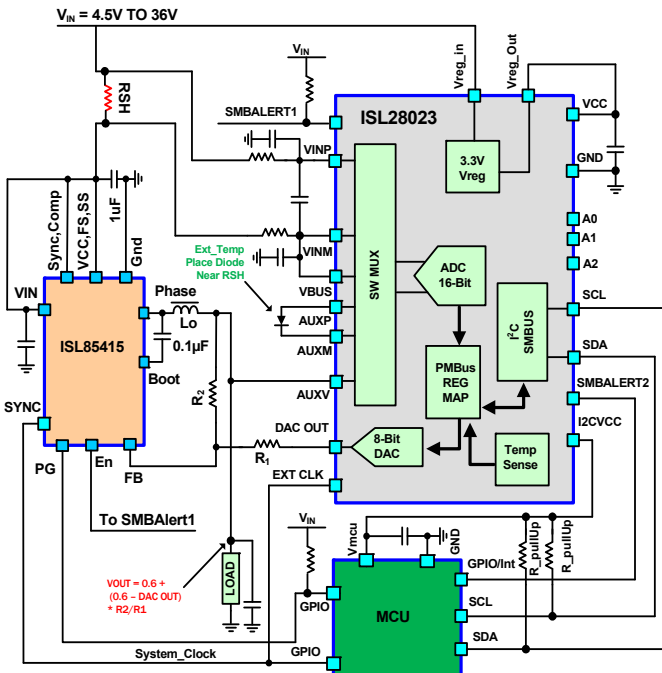 VIN = 4.5V TO 36V
RSH
VIN
SMBALERT1
Vreg_in
Vreg_Out
ISL28023
VCC
3.3V
Vreg
GND
VINP
A0
A1
A2
1uF
Sync,Comp
VCC,FS,SS
Gnd
Ext_Temp
Place Diode
Near RSH
VINM
SW MUX
ADC
16-Bit
VIN
Phase
Lo
VBUS
AUXP
I²C
SMBUS
SCL
ISL85415
0.1µF
AUXM
PMBus
REG
MAP
SDA
Boot
R2
AUXV
SMBALERT2
SYNC
DAC OUT
8-Bit
DAC
Temp
Sense
I2CVCC
PG
En
FB
R1
EXT CLK
To SMBAlert1
VIN
Vmcu
GND
R_pullUp
R_pullUp
GPIO/Int
VOUT = 0.6 +
(0.6 – DAC OUT)
* R2/R1
LOAD
GPIO
MCU
SCL
SDA
System_Clock
GPIO